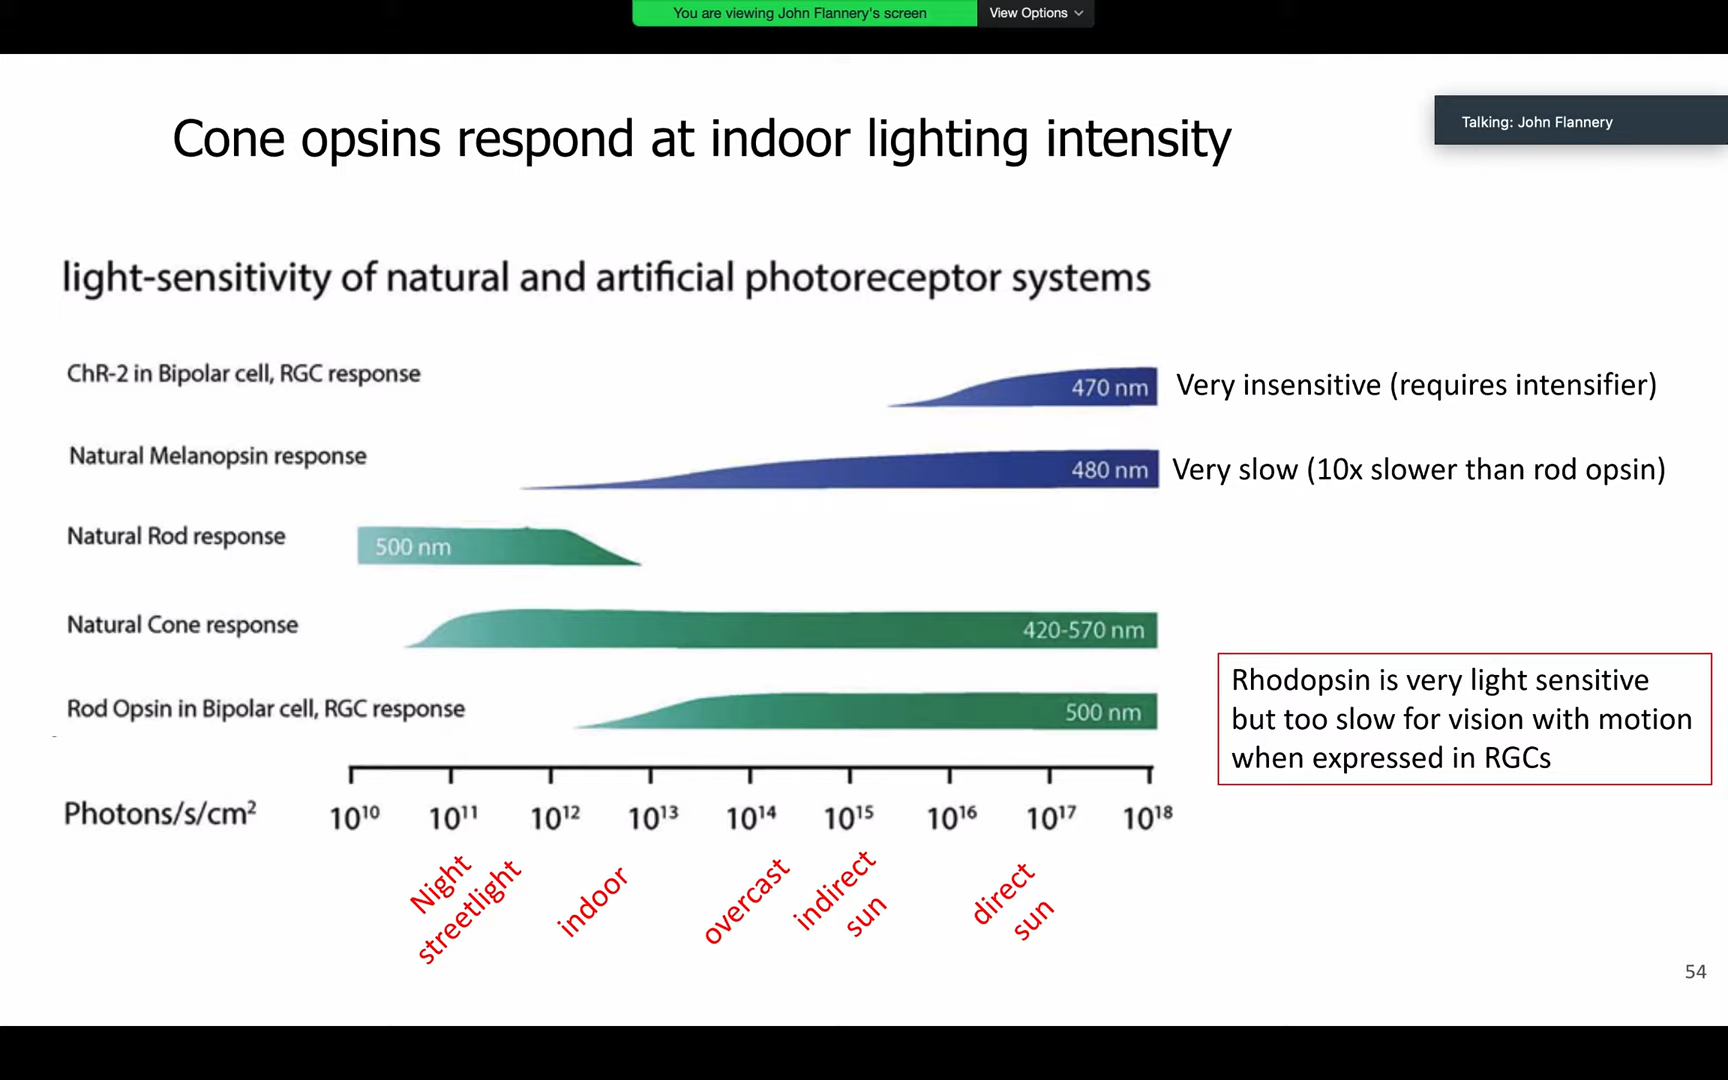 You are viewing John Flannery's screen
View Options
Talking: John Flannery
Cone opsins respond at indoor lighting intensity
light-sensitivity of natural and artificial photoreceptor systems
ChR-2 in Bipolar cell, RGC response
470 nm
Very insensitive (requires intensifier)
Natural Melanopsin response
480 nm
Very slow (10x slower than rod opsin)
Natural Rod response
500 nm
Natural Cone response
420-570 nm
Rod Opsin in Bipolar cell, RGC response
500 nm
Rhodopsin is very light sensitive
but too slow for vision with motion
when expressed in RGCs
Photons/s/cm²
10¹⁰ 10¹¹ 10¹² 10¹³ 10¹⁴ 10¹⁵ 10¹⁶ 10¹⁷ 10¹⁸
Night
streetlight
indoor
overcast
indirect
sun
direct
sun
54